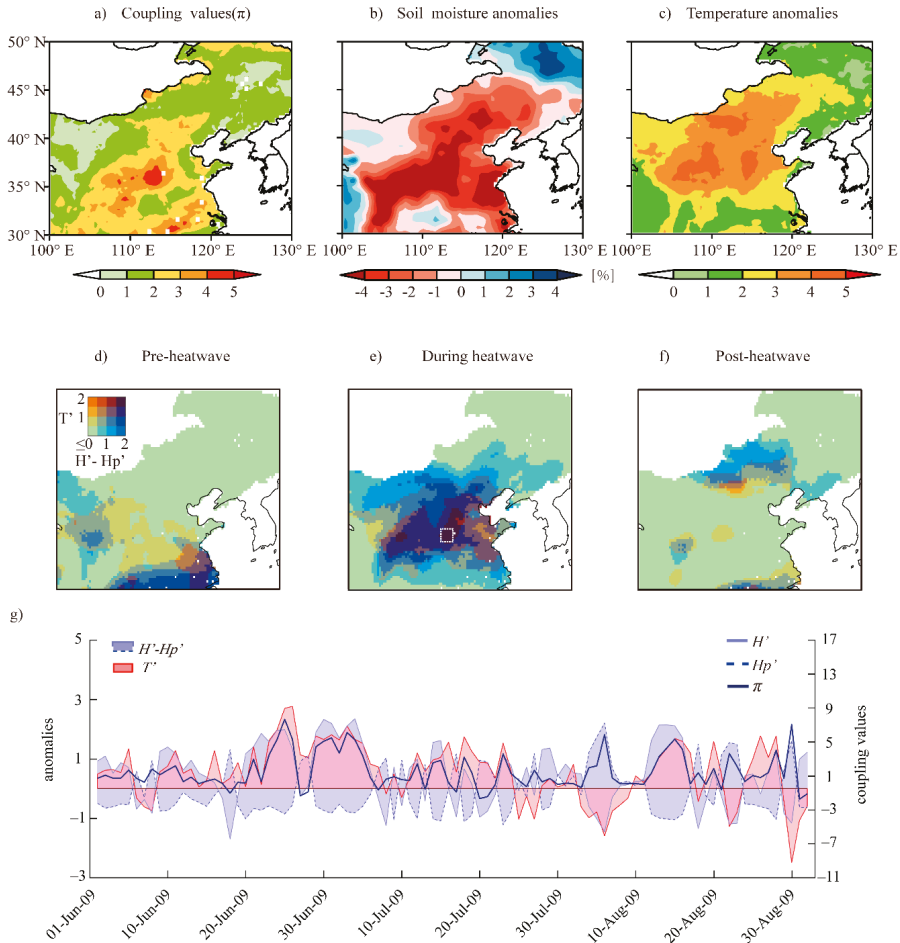 a) Coupling values(π)
b) Soil moisture anomalies
c) Temperature anomalies
50° N
45° N
40° N
35° N
30° N
100° E 110° E 120° E 130° E
100° E 110° E 120° E 130° E
100° E 110° E 120° E 130° E
0 1 2 3 4 5
-4 -3 -2 -1 0 1 2 3 4 [%]
0 1 2 3 4 5
d) Pre-heatwave
e) During heatwave
f) Post-heatwave
2
T' 1
≤0 1 2
H'- Hp'
g)
H'-Hp'
T'
H'
Hp'
π
anomalies
5
3
1
-1
-3
coupling values
17
13
9
5
1
-3
-7
-11
01-Jun-09 10-Jun-09 20-Jun-09 30-Jun-09 10-Jul-09 20-Jul-09 30-Jul-09 10-Aug-09 20-Aug-09 30-Aug-09